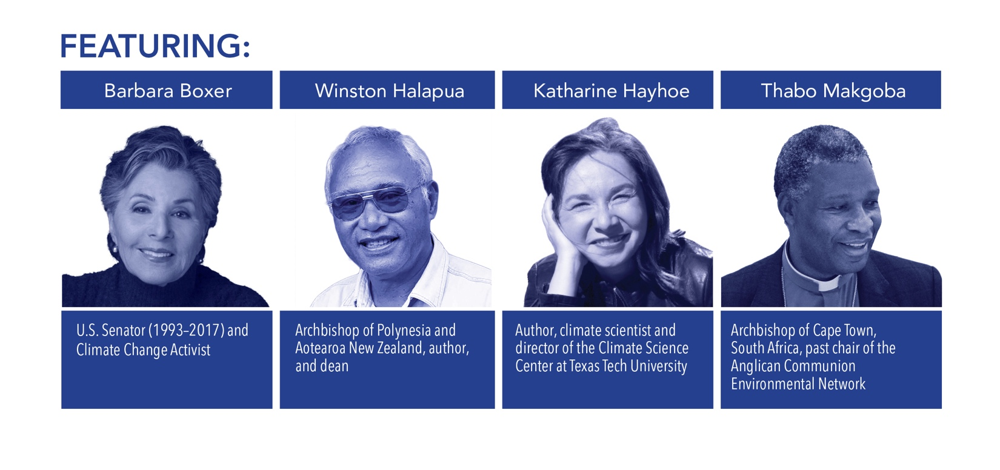 FEATURING:
Barbara Boxer
Winston Halapua
Katharine Hayhoe
Thabo Makgoba
U.S. Senator (1993–2017) and
Climate Change Activist
Archbishop of Polynesia and
Aotearoa New Zealand, author,
and dean
Author, climate scientist and
director of the Climate Science
Center at Texas Tech University
Archbishop of Cape Town,
South Africa, past chair of the
Anglican Communion
Environmental Network